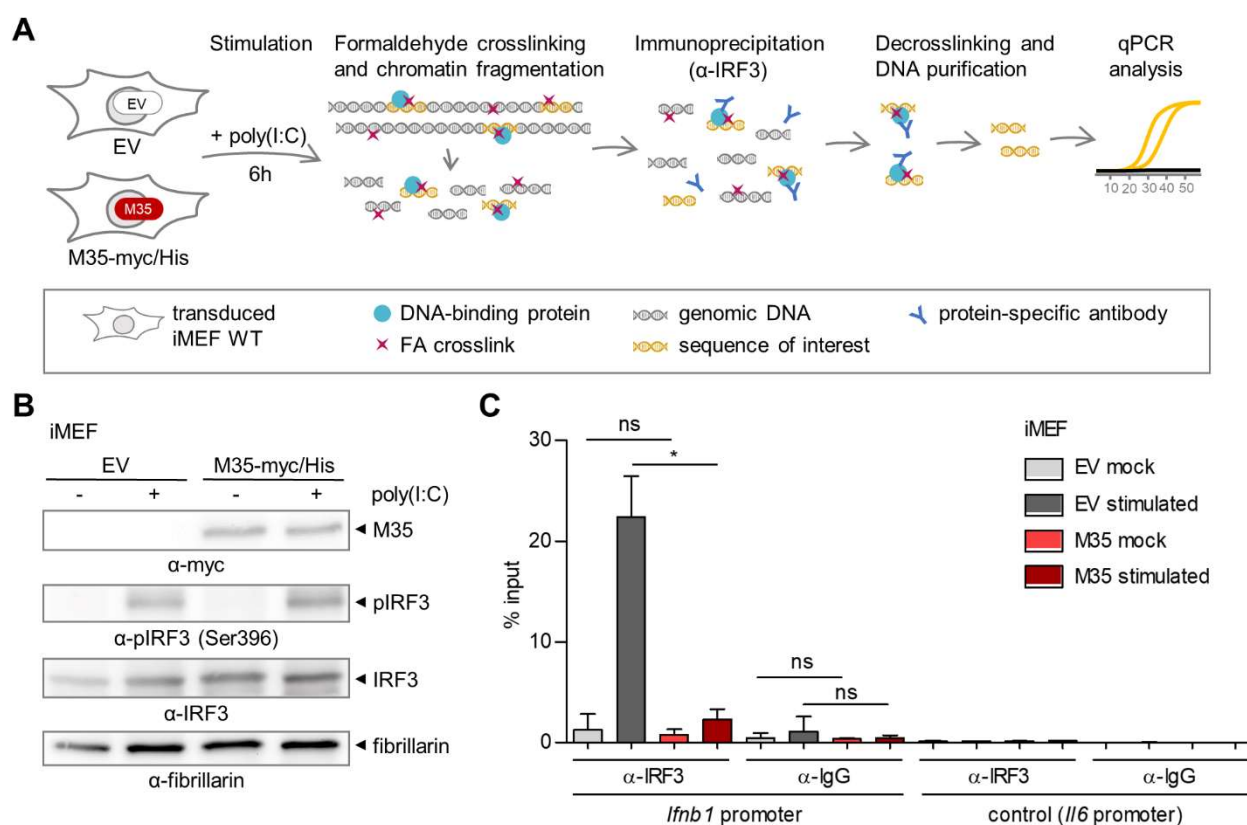 A
Stimulation
Formaldehyde crosslinking
and chromatin fragmentation
Immunoprecipitation
(α-IRF3)
Decrosslinking and
DNA purification
qPCR
analysis
EV
EV
+ poly(I:C)
6h
M35
M35-myc/His
10 20 30 40 50
transduced
iMEF WT
DNA-binding protein
FA crosslink
genomic DNA
sequence of interest
protein-specific antibody
B
iMEF
EV M35-myc/His
- + - + poly(I:C)
M35
α-myc
pIRF3
α-pIRF3 (Ser396)
IRF3
α-IRF3
fibrillarin
α-fibrillarin
C
% input
30
20
10
0
ns
*
ns
ns
iMEF
EV mock
EV stimulated
M35 mock
M35 stimulated
α-IRF3 α-IgG α-IRF3 α-IgG
Ifnb1 promoter control (Il6 promoter)